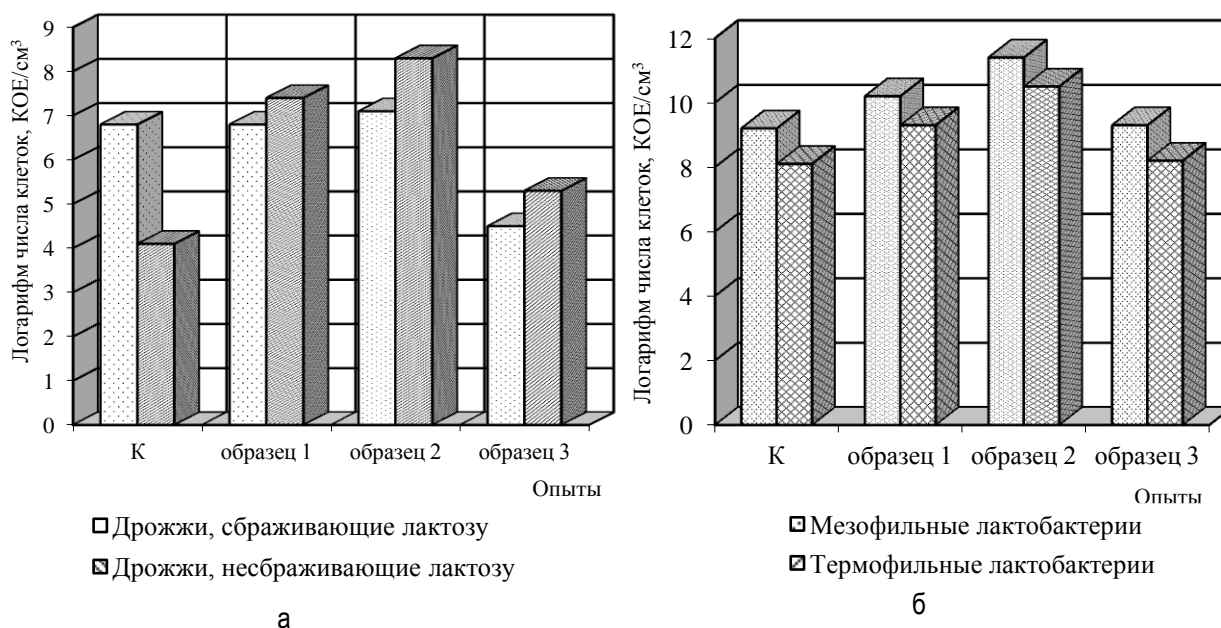 Логарифм числа клеток, КОЕ/см³
9
8
7
6
5
4
3
2
1
0
К
образец 1
образец 2
образец 3
Опыты
Дрожжи, сбраживающие лактозу
Дрожжи, несбраживающие лактозу
а
Логарифм числа клеток, КОЕ/см³
12
10
8
6
4
2
0
К
образец 1
образец 2
образец 3
Опыты
Мезофильные лактобактерии
Термофильные лактобактерии
б